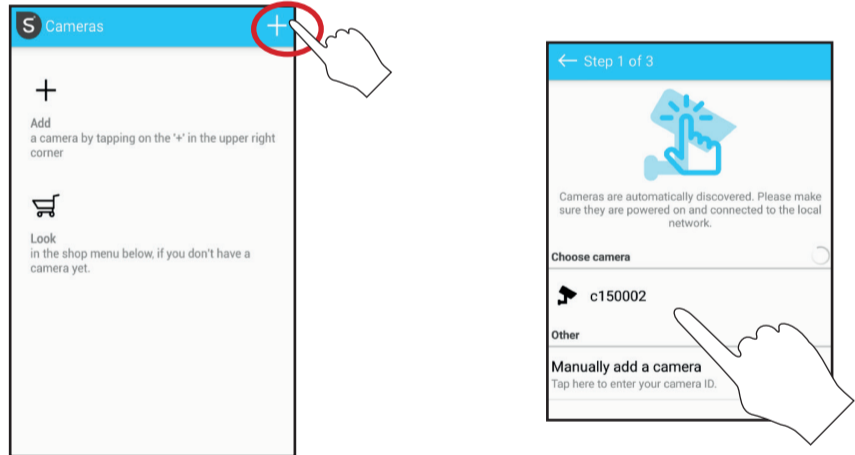 S Cameras +
+
Add
a camera by tapping on the '+' in the upper right
corner
Look
in the shop menu below, if you don't have a
camera yet.
← Step 1 of 3
Cameras are automatically discovered. Please make
sure they are powered on and connected to the local
network.
Choose camera
c150002
Other
Manually add a camera
Tap here to enter your camera ID.